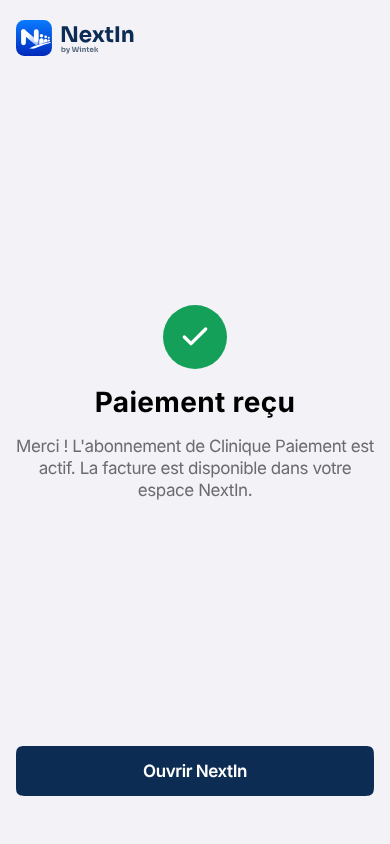 NextIn
by Wintek
Paiement reçu
Merci ! L'abonnement de Clinique Paiement est
actif. La facture est disponible dans votre
espace NextIn.
Ouvrir NextIn